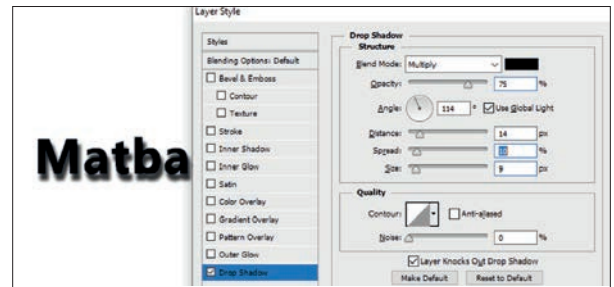 Layer Style
Matba
Styles
Blending Options: Default
Bevel & Emboss
Contour
Texture
Stroke
Inner Shadow
Inner Glow
Satin
Color Overlay
Gradient Overlay
Pattern Overlay
Outer Glow
Drop Shadow
Drop Shadow
Structure
Blend Mode: Multiply
Opacity: 75 %
Angle: 114 ° Use Global Light
Distance: 14 px
Spread: %
Size: 9 px
Quality
Contour: Anti-aliased
Noise: 0 %
Layer Knocks Out Drop Shadow
Make Default Reset to Default